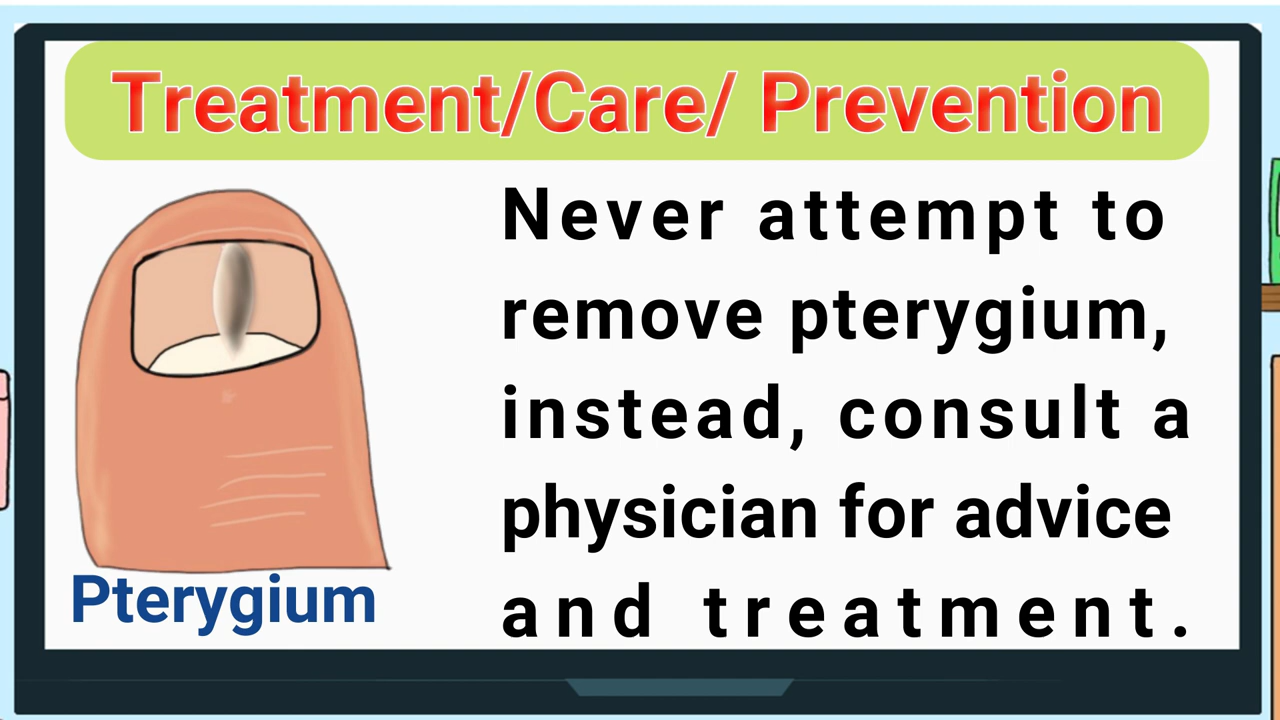 Treatment/Care/ Prevention
Never attempt to
remove pterygium,
instead, consult a
physician for advice
and treatment.
Pterygium